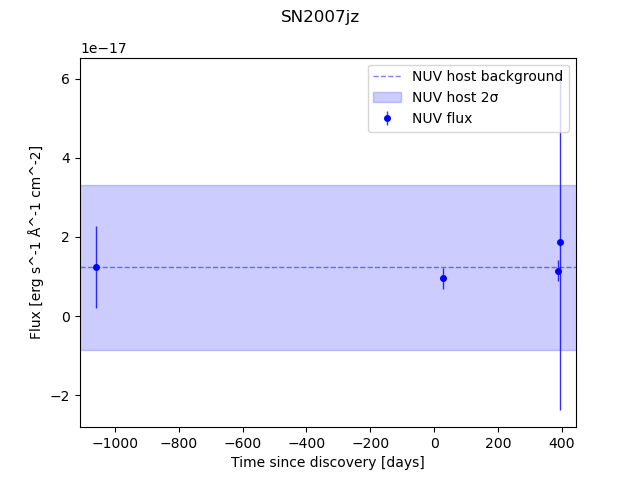 SN2007jz
1e−17
NUV host background
NUV host 2σ
NUV flux
6
4
2
0
−2
Flux [erg s^-1 Å^-1 cm^-2]
−1000 −800 −600 −400 −200 0 200 400
Time since discovery [days]